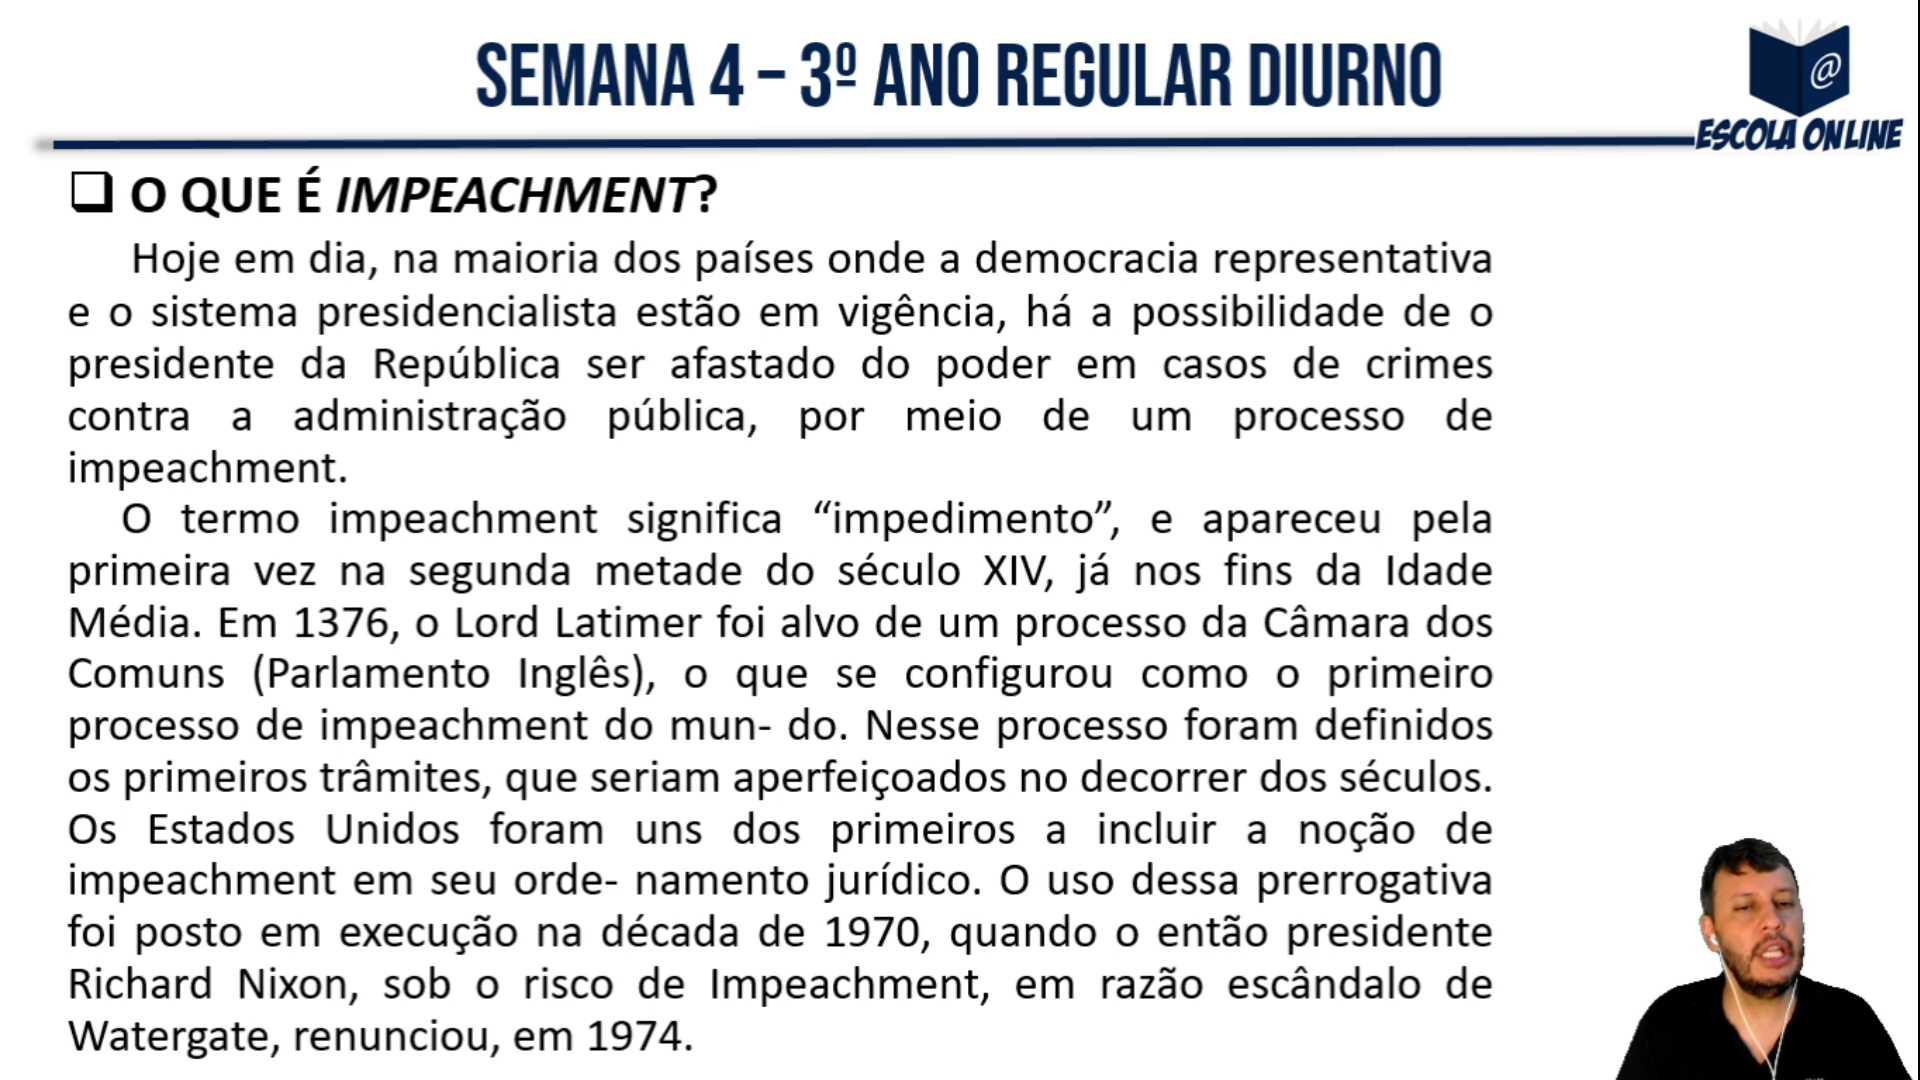 SEMANA 4 – 3º ANO REGULAR DIURNO
@
ESCOLA ONLINE
O QUE É IMPEACHMENT?
Hoje em dia, na maioria dos países onde a democracia representativa
e o sistema presidencialista estão em vigência, há a possibilidade de o
presidente da República ser afastado do poder em casos de crimes
contra a administração pública, por meio de um processo de
impeachment.
O termo impeachment significa “impedimento”, e apareceu pela
primeira vez na segunda metade do século XIV, já nos fins da Idade
Média. Em 1376, o Lord Latimer foi alvo de um processo da Câmara dos
Comuns (Parlamento Inglês), o que se configurou como o primeiro
processo de impeachment do mun- do. Nesse processo foram definidos
os primeiros trâmites, que seriam aperfeiçoados no decorrer dos séculos.
Os Estados Unidos foram uns dos primeiros a incluir a noção de
impeachment em seu orde- namento jurídico. O uso dessa prerrogativa
foi posto em execução na década de 1970, quando o então presidente
Richard Nixon, sob o risco de Impeachment, em razão escândalo de
Watergate, renunciou, em 1974.